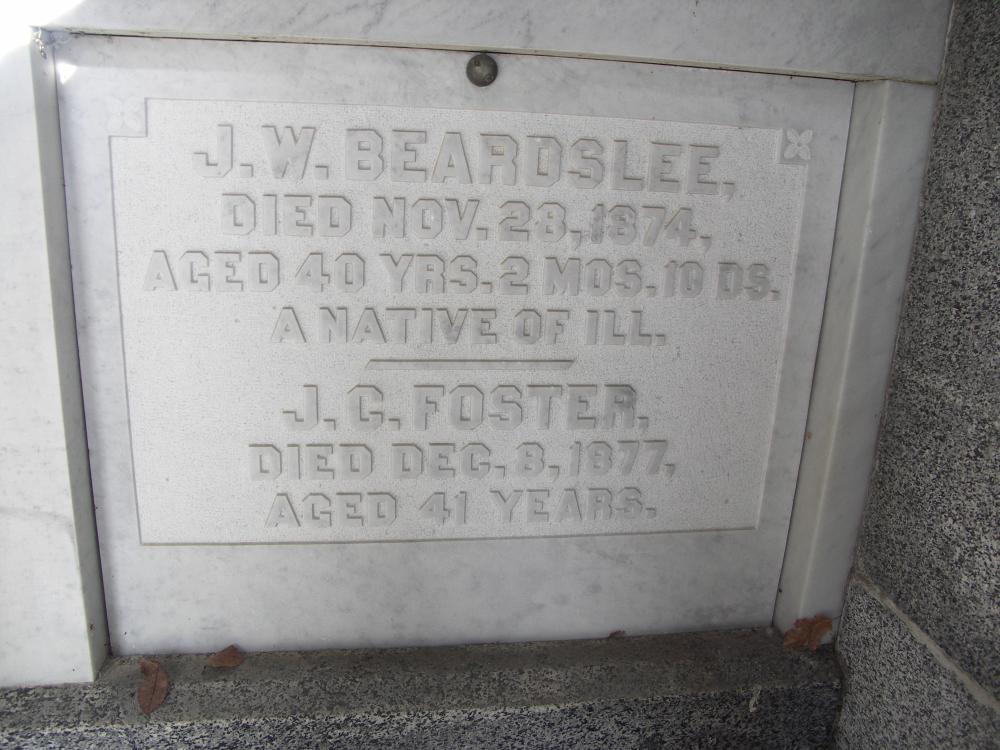 J. W. BEARDSLEE,
DIED NOV. 28, 1874,
AGED 40 YRS. 2 MOS. 10 DS.
A NATIVE OF ILL.
J. C. FOSTER.
DIED DEC. 8, 1877,
AGED 41 YEARS.